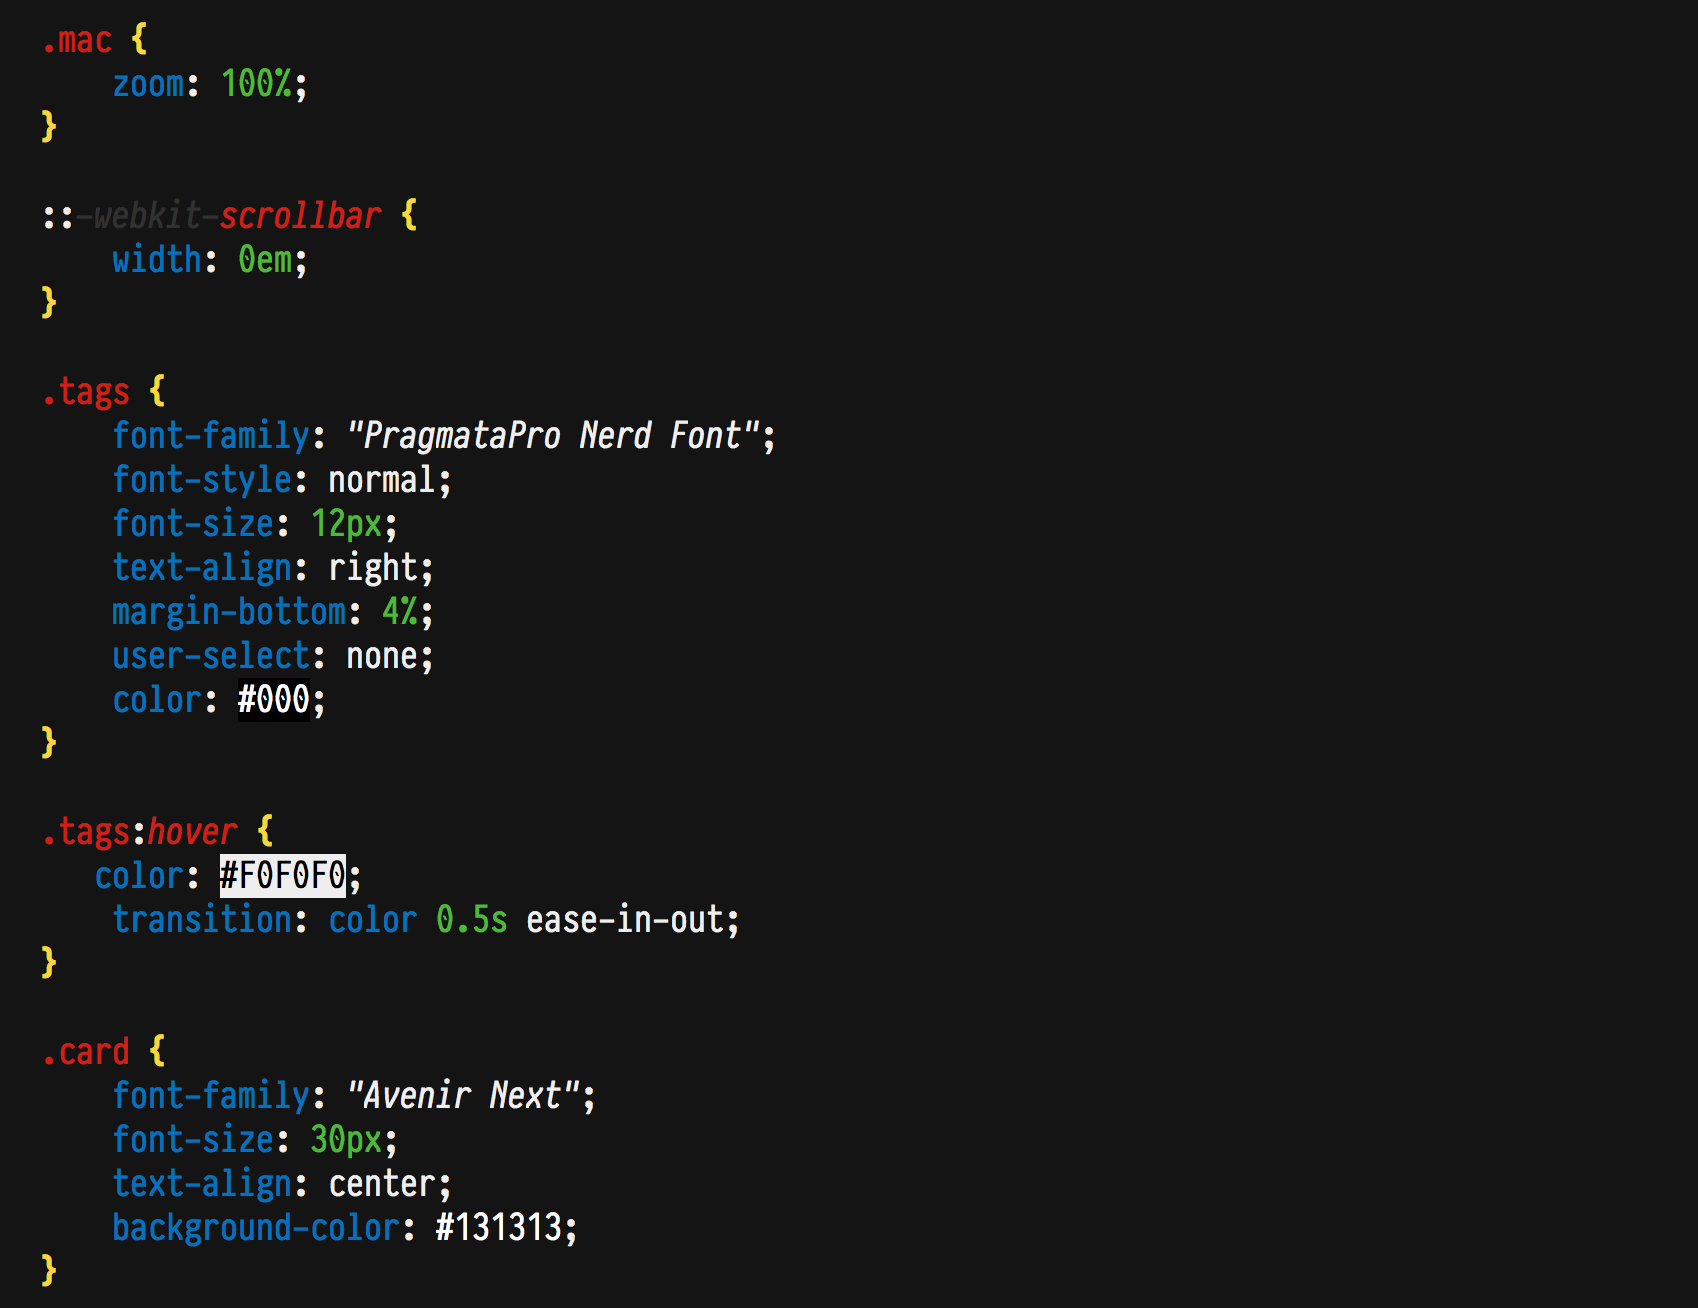 .mac {
    zoom: 100%;
}

::-webkit-scrollbar {
    width: 0em;
}

.tags {
    font-family: "PragmataPro Nerd Font";
    font-style: normal;
    font-size: 12px;
    text-align: right;
    margin-bottom: 4%;
    user-select: none;
    color: #000;
}

.tags:hover {
   color: #F0F0F0;
    transition: color 0.5s ease-in-out;
}

.card {
    font-family: "Avenir Next";
    font-size: 30px;
    text-align: center;
    background-color: #131313;
}